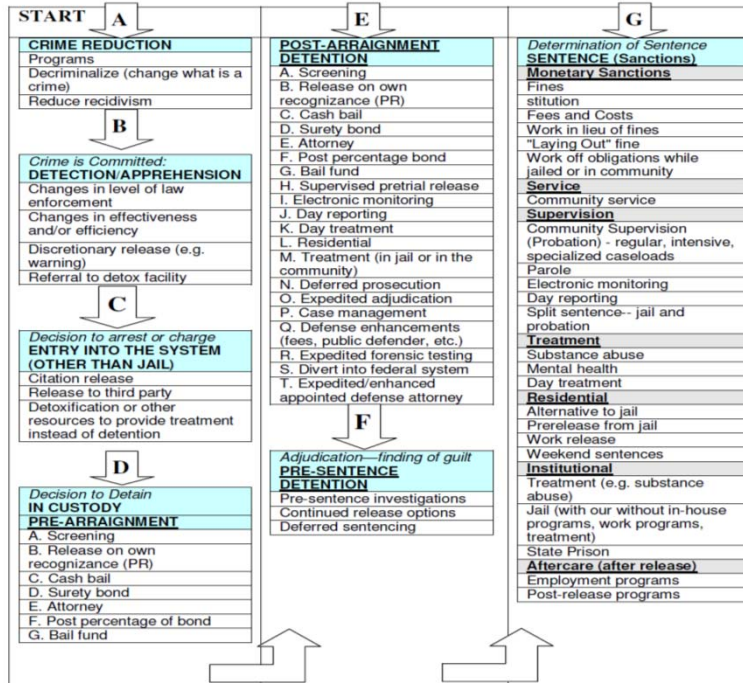 START
A
CRIME REDUCTION
Programs
Decriminalize (change what is a
crime)
Reduce recidivism
B
Crime is Committed:
DETECTION/APPREHENSION
Changes in level of law
enforcement
Changes in effectiveness
and/or efficiency
Discretionary release (e.g.
warning)
Referral to detox facility
C
Decision to arrest or charge
ENTRY INTO THE SYSTEM
(OTHER THAN JAIL)
Citation release
Release to third party
Detoxification or other
resources to provide treatment
instead of detention
D
Decision to Detain
IN CUSTODY
PRE-ARRAIGNMENT
A. Screening
B. Release on own
recognizance (PR)
C. Cash bail
D. Surety bond
E. Attorney
F. Post percentage of bond
G. Bail fund
E
POST-ARRAIGNMENT
DETENTION
A. Screening
B. Release on own
recognizance (PR)
C. Cash bail
D. Surety bond
E. Attorney
F. Post percentage bond
G. Bail fund
H. Supervised pretrial release
I. Electronic monitoring
J. Day reporting
K. Day treatment
L. Residential
M. Treatment (in jail or in the
community)
N. Deferred prosecution
O. Expedited adjudication
P. Case management
Q. Defense enhancements
(fees, public defender, etc.)
R. Expedited forensic testing
S. Divert into federal system
T. Expedited/enhanced
appointed defense attorney
F
Adjudication—finding of guilt
PRE-SENTENCE
DETENTION
Pre-sentence investigations
Continued release options
Deferred sentencing
G
Determination of Sentence
SENTENCE (Sanctions)
Monetary Sanctions
Fines
stitution
Fees and Costs
Work in lieu of fines
"Laying Out" fine
Work off obligations while
jailed or in community
Service
Community service
Supervision
Community Supervision
(Probation) - regular, intensive,
specialized caseloads
Parole
Electronic monitoring
Day reporting
Split sentence-- jail and
probation
Treatment
Substance abuse
Mental health
Day treatment
Residential
Alternative to jail
Prerelease from jail
Work release
Weekend sentences
Institutional
Treatment (e.g. substance
abuse)
Jail (with our without in-house
programs, work programs,
treatment)
State Prison
Aftercare (after release)
Employment programs
Post-release programs